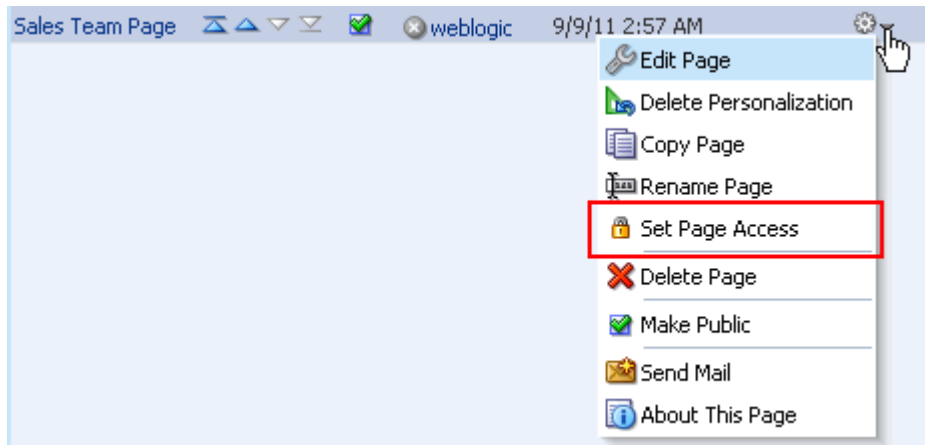 Sales Team Page weblogic 9/9/11 2:57 AM
Edit Page
Delete Personalization
Copy Page
Rename Page
Set Page Access
Delete Page
Make Public
Send Mail
About This Page